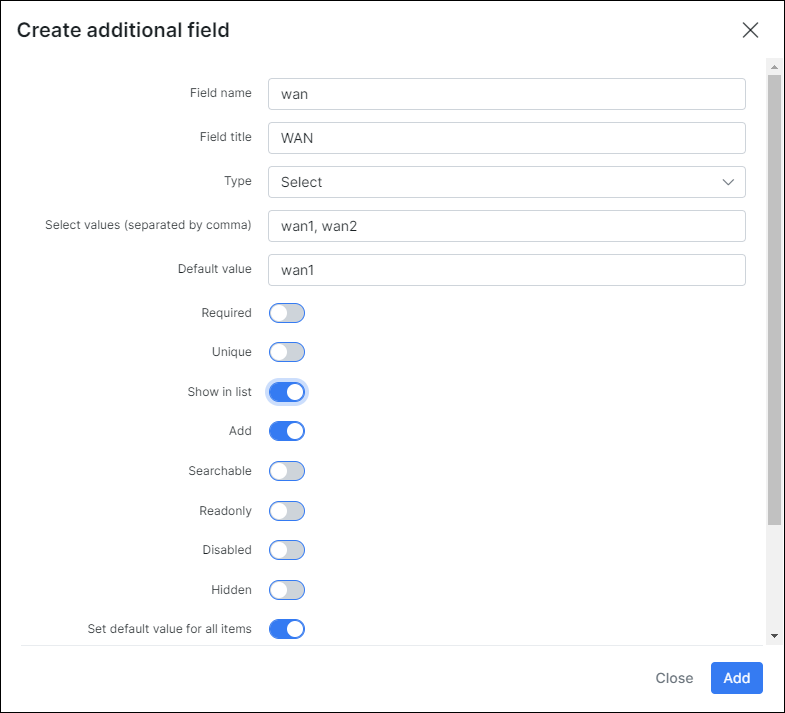 Create additional field
Field name wan
Field title WAN
Type Select
Select values (separated by comma) wan1, wan2
Default value wan1
Required
Unique
Show in list
Add
Searchable
Readonly
Disabled
Hidden
Set default value for all items
Close Add